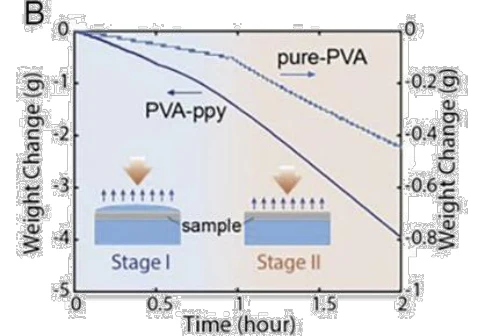 B
0
0
pure-PVA
-1
-0.2
PVA-ppy
-2
-0.4
-3
-0.6
sample
-4
-0.8
Stage I
Stage II
-5
-1
0
0.5
1
1.5
2
Time (hour)
Weight Change (g)
Weight Change (g)